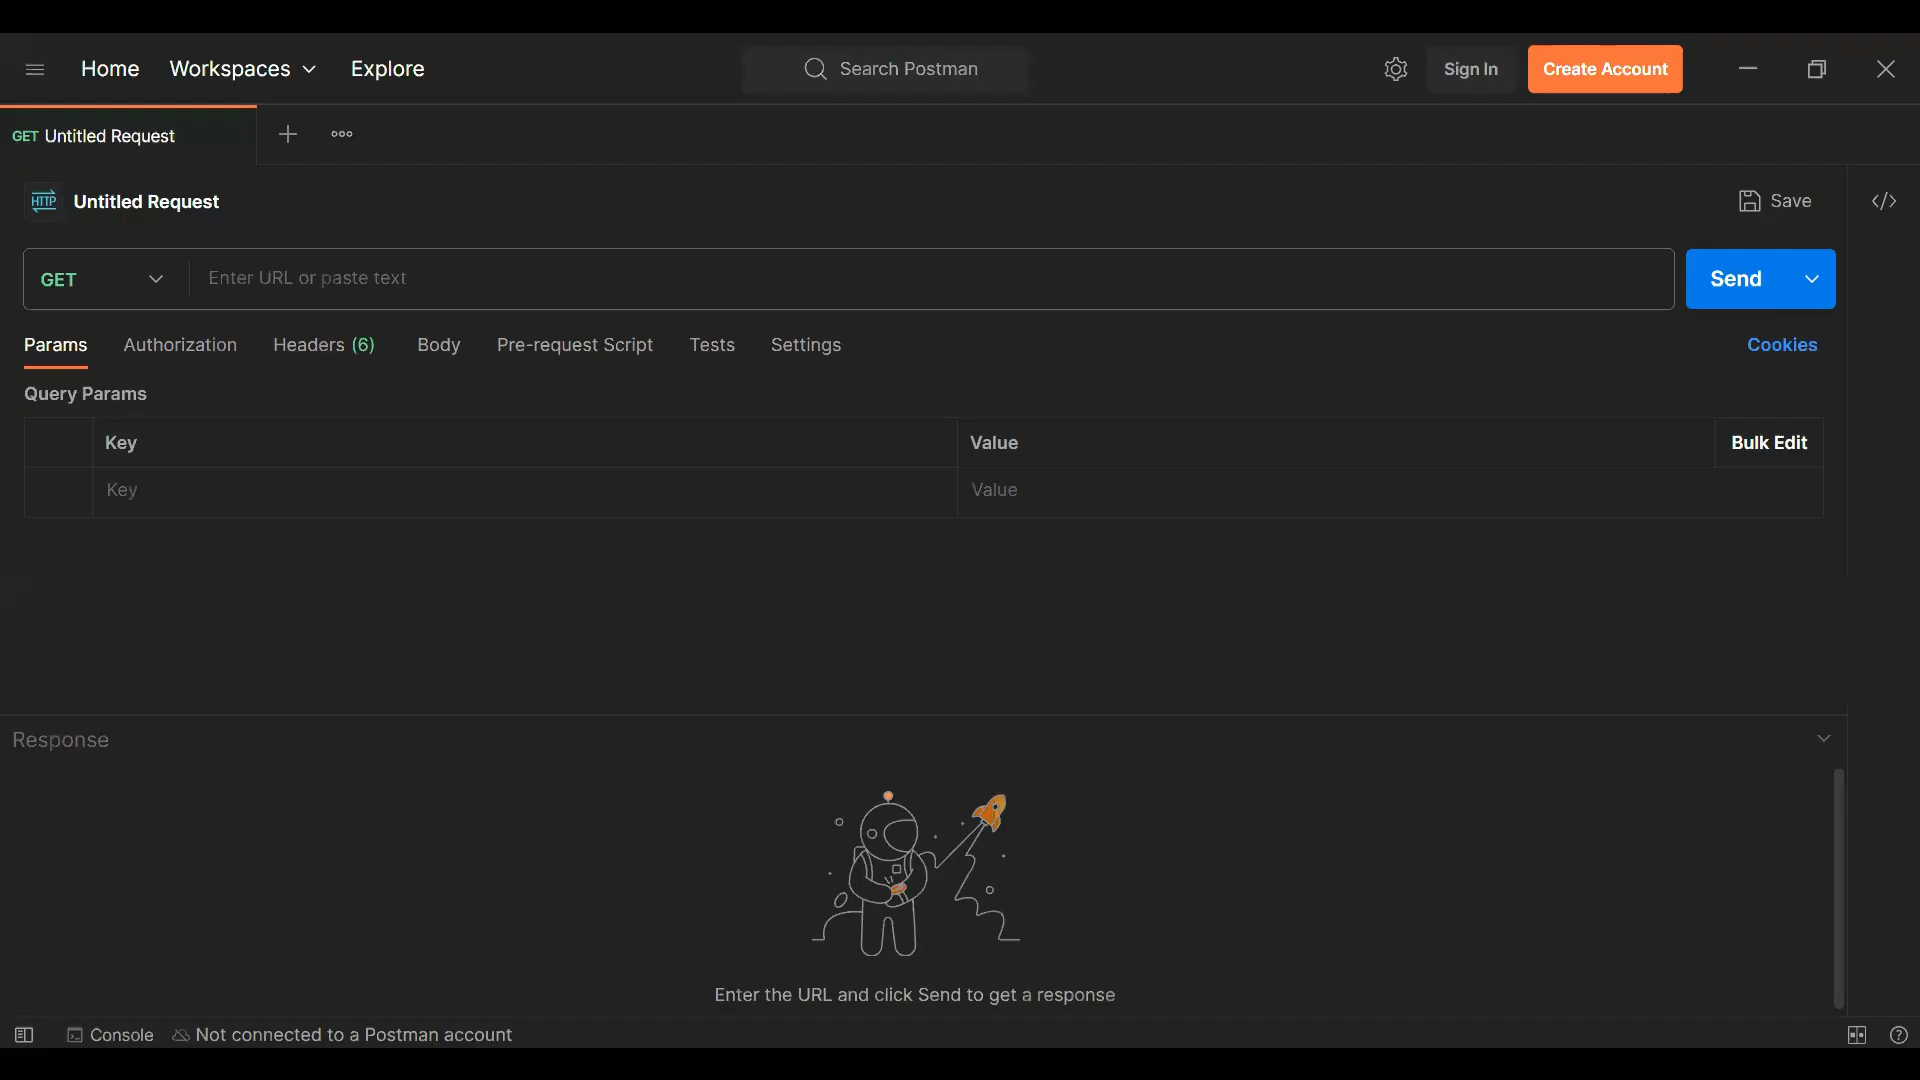 Home Workspaces Explore Search Postman Sign In Create Account
GET Untitled Request
HTTP Untitled Request Save
GET Enter URL or paste text Send
Params Authorization Headers (6) Body Pre-request Script Tests Settings Cookies
Query Params
Key Value Bulk Edit
Key Value
Response
Enter the URL and click Send to get a response
Console Not connected to a Postman account